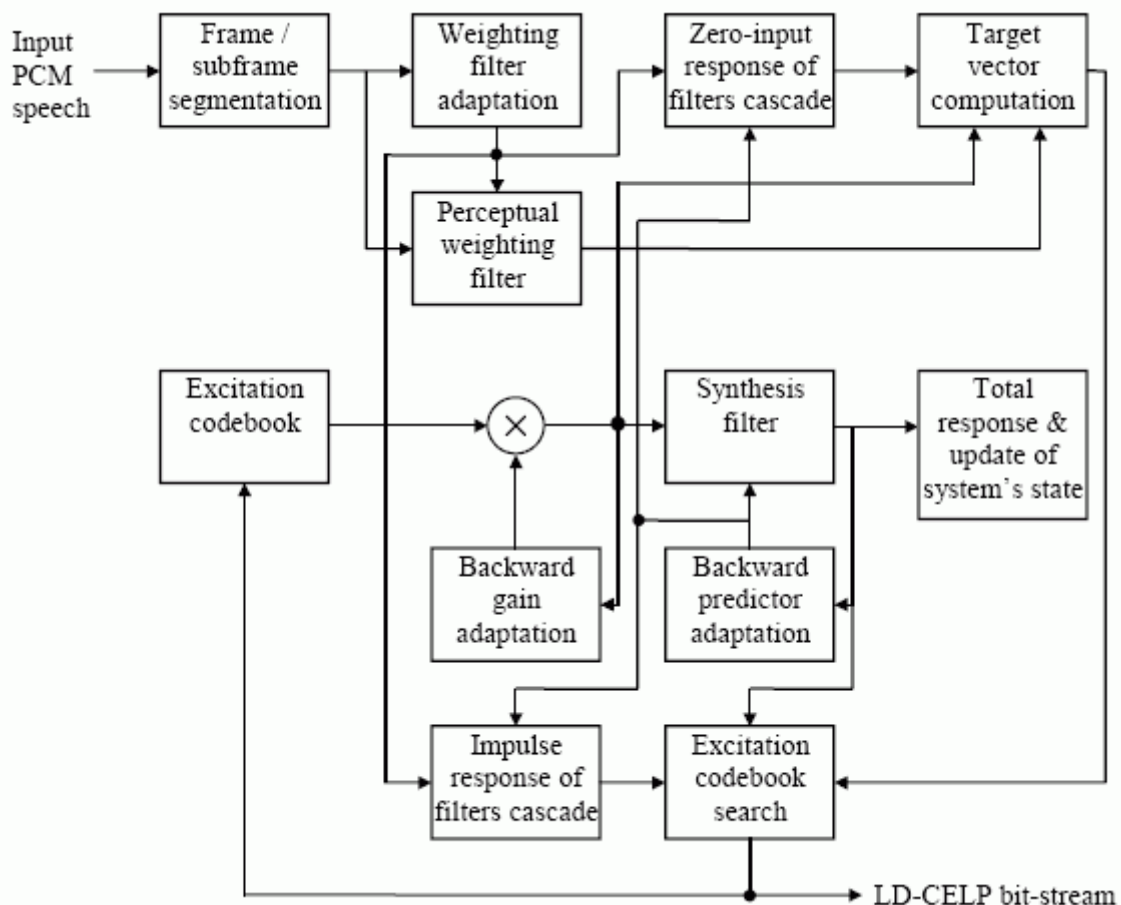 Input
PCM
speech
Frame /
subframe
segmentation
Weighting
filter
adaptation
Zero-input
response of
filters cascade
Target
vector
computation
Perceptual
weighting
filter
Excitation
codebook
×
Synthesis
filter
Total
response &
update of
system's state
Backward
gain
adaptation
Backward
predictor
adaptation
Impulse
response of
filters cascade
Excitation
codebook
search
LD-CELP bit-stream